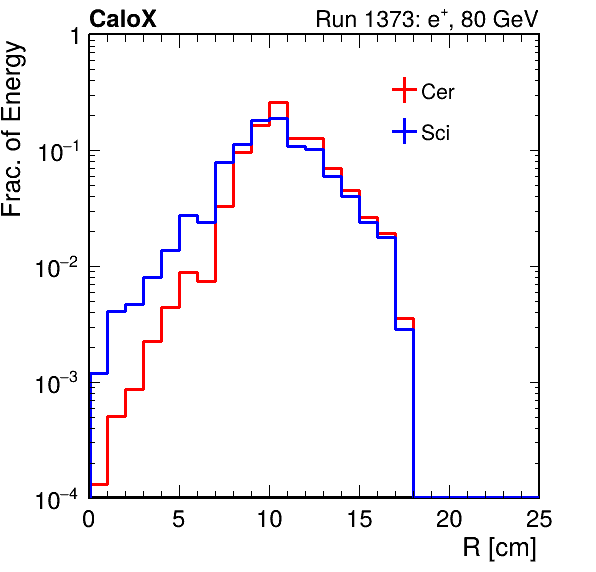 CaloX Run 1373: e⁺, 80 GeV
Frac. of Energy
1
10⁻¹
10⁻²
10⁻³
10⁻⁴
Cer
Sci
0 5 10 15 20 25
R [cm]